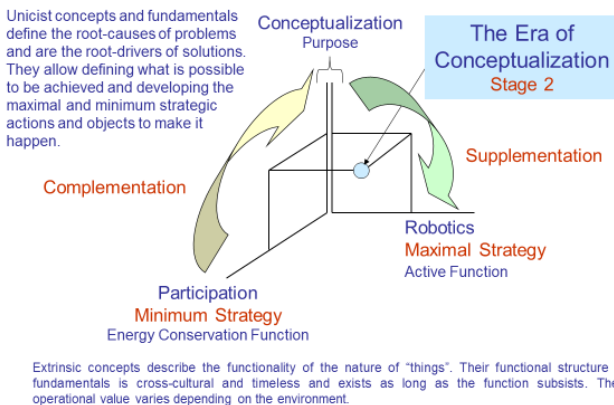 Unicist concepts and fundamentals
define the root-causes of problems
and are the root-drivers of solutions.
They allow defining what is possible
to be achieved and developing the
maximal and minimum strategic
actions and objects to make it
happen.
Conceptualization
Purpose
The Era of
Conceptualization
Stage 2
Complementation
Supplementation
Robotics
Maximal Strategy
Active Function
Participation
Minimum Strategy
Energy Conservation Function
Extrinsic concepts describe the functionality of the nature of “things”. Their functional structure
fundamentals is cross-cultural and timeless and exists as long as the function subsists. The
operational value varies depending on the environment.